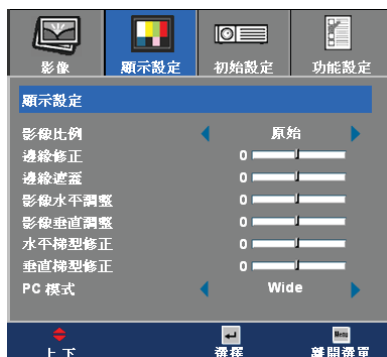 影像 顯示設定 初始設定 功能設定
顯示設定
影像比例 原始
邊緣修正 0
邊緣遮蓋 0
影像水平調整 0
影像垂直調整 0
水平梯型修正 0
垂直梯型修正 0
PC 模式 Wide
Menu
上下 選擇 離開選單